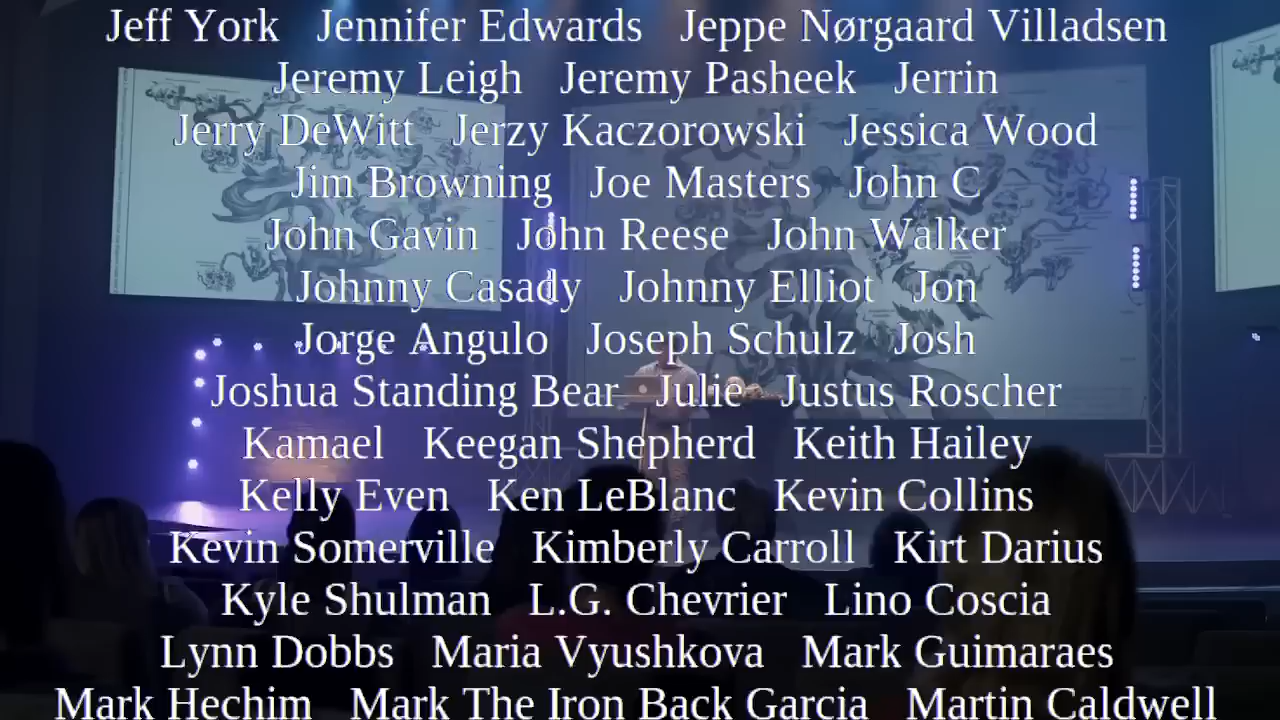 Jeff York Jennifer Edwards Jeppe Nørgaard Villadsen
Jeremy Leigh Jeremy Pasheek Jerrin
Jerry DeWitt Jerzy Kaczorowski Jessica Wood
Jim Browning Joe Masters John C
John Gavin John Reese John Walker
Johnny Casady Johnny Elliot Jon
Jorge Angulo Joseph Schulz Josh
Joshua Standing Bear Julie Justus Roscher
Kamael Keegan Shepherd Keith Hailey
Kelly Even Ken LeBlanc Kevin Collins
Kevin Somerville Kimberly Carroll Kirt Darius
Kyle Shulman L.G. Chevrier Lino Coscia
Lynn Dobbs Maria Vyushkova Mark Guimaraes
Mark Hechim Mark The Iron Back Garcia Martin Caldwell